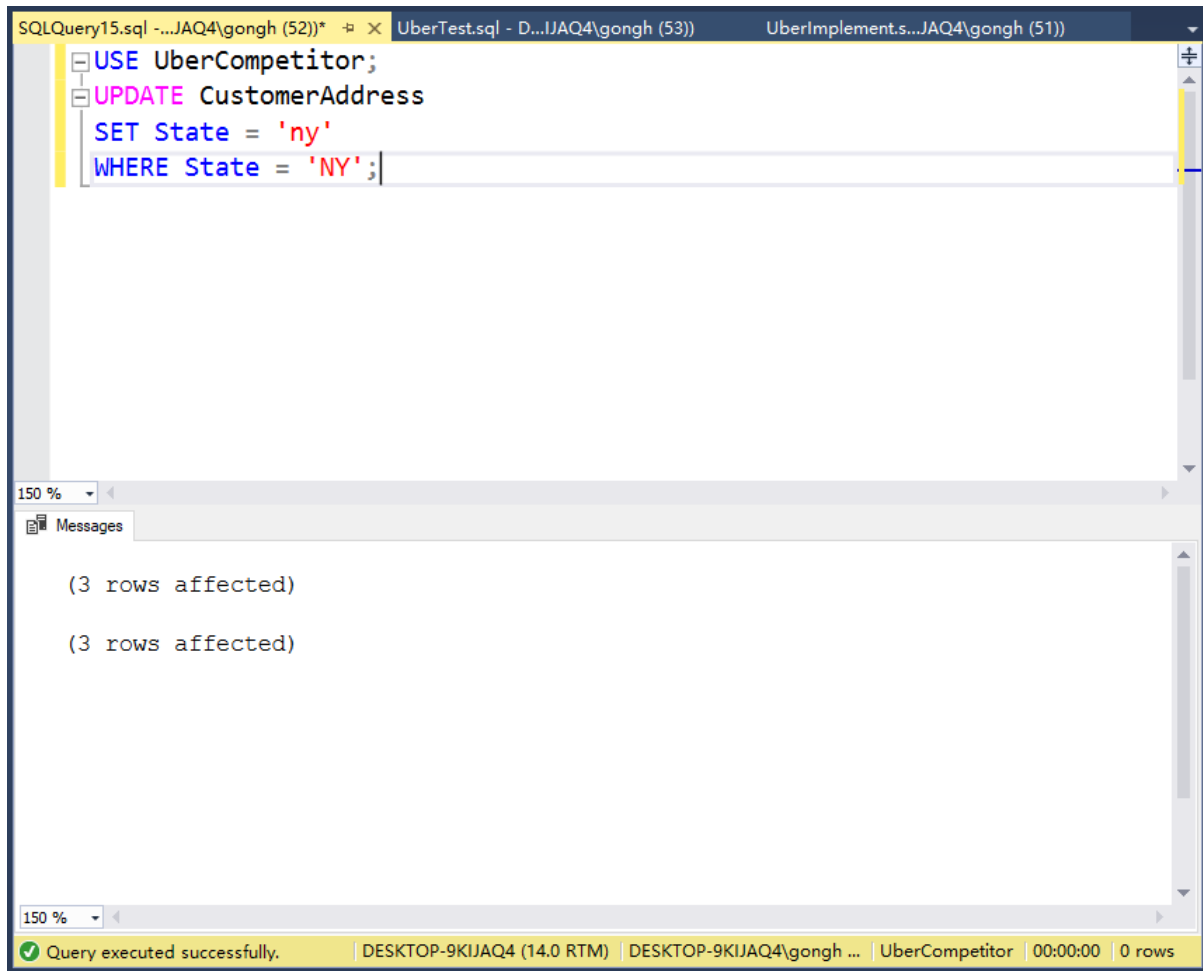 SQLQuery15.sql -...JAQ4\gongh (52))* UberTest.sql - D...IJAQ4\gongh (53)) UberImplement.s...JAQ4\gongh (51))
USE UberCompetitor;
UPDATE CustomerAddress
SET State = 'ny'
WHERE State = 'NY';
150 %
Messages
(3 rows affected)
(3 rows affected)
150 %
Query executed successfully. DESKTOP-9KIJAQ4 (14.0 RTM) DESKTOP-9KIJAQ4\gongh ... UberCompetitor 00:00:00 0 rows